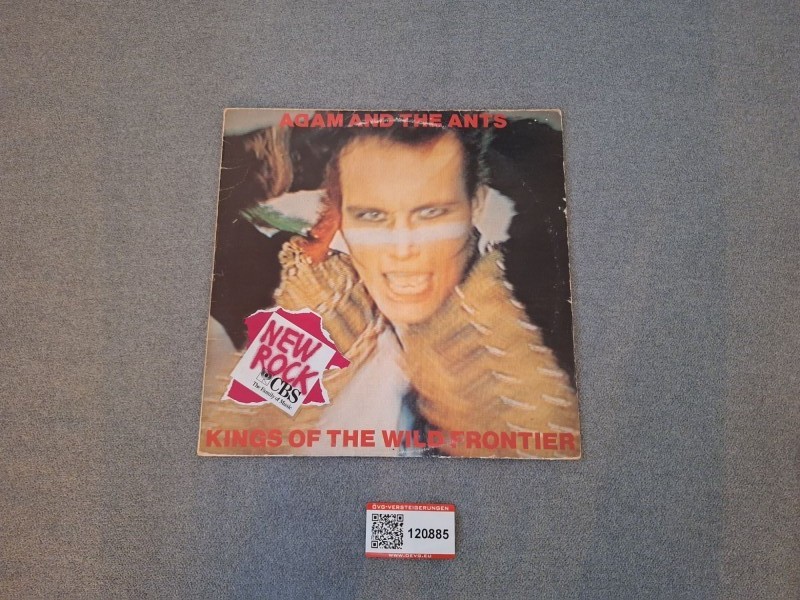 ADAM AND THE ANTS
NEW
ROCK
CBS
The Family of Music
KINGS OF THE WILD FRONTIER
ÖVG-VERSTEIGERUNGEN
120885
WWW.OEVG.EU